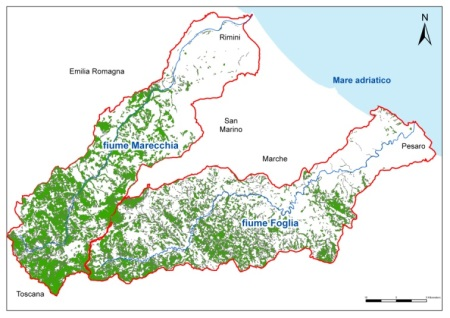 N
Rimini
Emilia Romagna
Mare adriatico
San
Marino
fiume Marecchia
Pesaro
Marche
fiume Foglia
Toscana